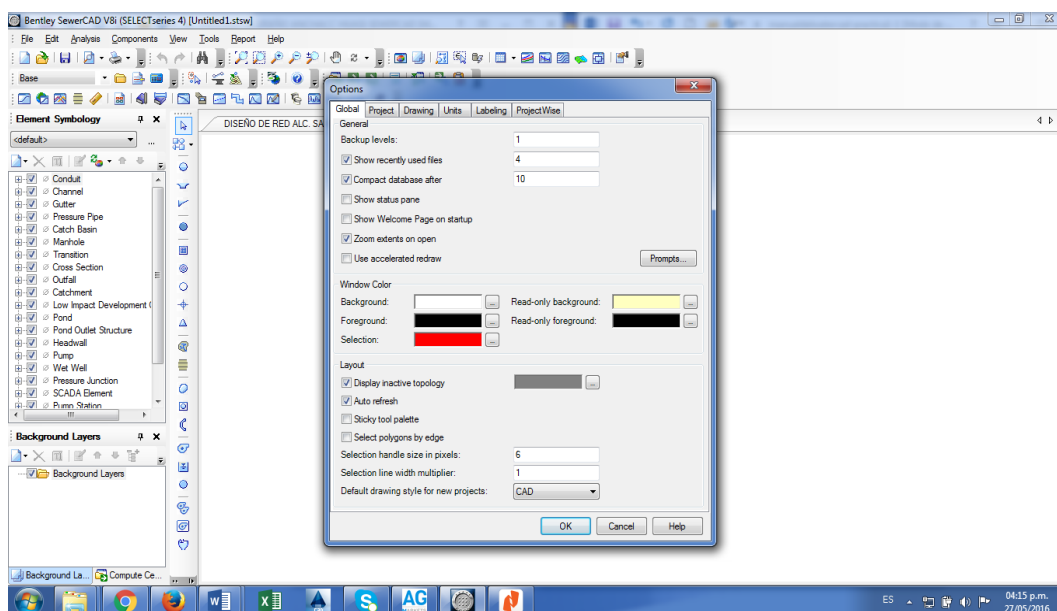 Bentley SewerCAD V8i (SELECTseries 4) [Untitled1.stsw]
File Edit Analysis Components View Tools Report Help
Base
Element Symbology
<default>
Conduit
Channel
Gutter
Pressure Pipe
Catch Basin
Manhole
Transition
Cross Section
Outfall
Catchment
Low Impact Development
Pond
Pond Outlet Structure
Headwall
Pump
Wet Well
Pressure Junction
SCADA Element
Pump Station
Background Layers
Background Layers
Background La... Compute Ce...
DISEÑO DE RED ALC. SA
Options
Global Project Drawing Units Labeling ProjectWise
General
Backup levels: 1
Show recently used files 4
Compact database after 10
Show status pane
Show Welcome Page on startup
Zoom extents on open
Use accelerated redraw Prompts...
Window Color
Background: ... Read-only background: ...
Foreground: ... Read-only foreground: ...
Selection: ...
Layout
Display inactive topology ...
Auto refresh
Sticky tool palette
Select polygons by edge
Selection handle size in pixels: 6
Selection line width multiplier: 1
Default drawing style for new projects: CAD
OK Cancel Help
AG
ES
04:15 p.m.
27/05/2016